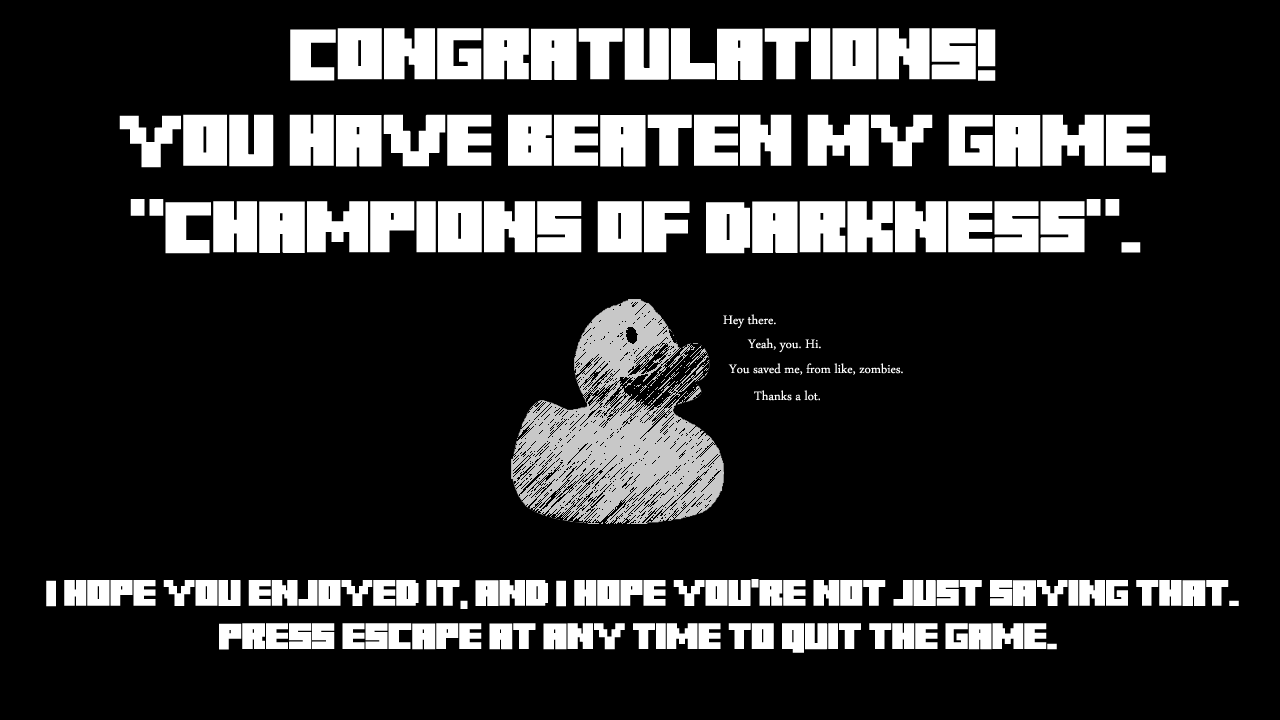 CONGRATULATIONS!
YOU HAVE BEATEN MY GAME,
"CHAMPIONS OF DARKNESS".
Hey there.
Yeah, you. Hi.
You saved me, from like, zombies.
Thanks a lot.
I HOPE YOU ENJOYED IT, AND I HOPE YOU'RE NOT JUST SAYING THAT.
PRESS ESCAPE AT ANY TIME TO QUIT THE GAME.